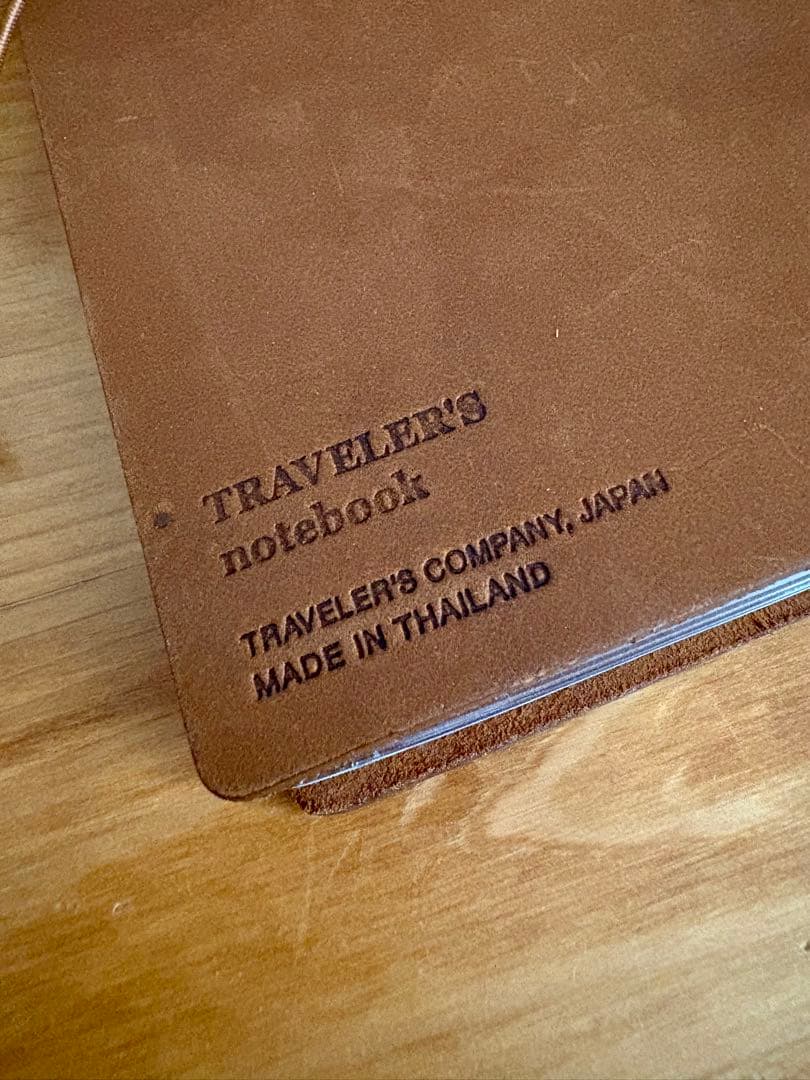 TRAVELER'S
notebook
TRAVELER'S COMPANY, JAPAN
MADE IN THAILAND